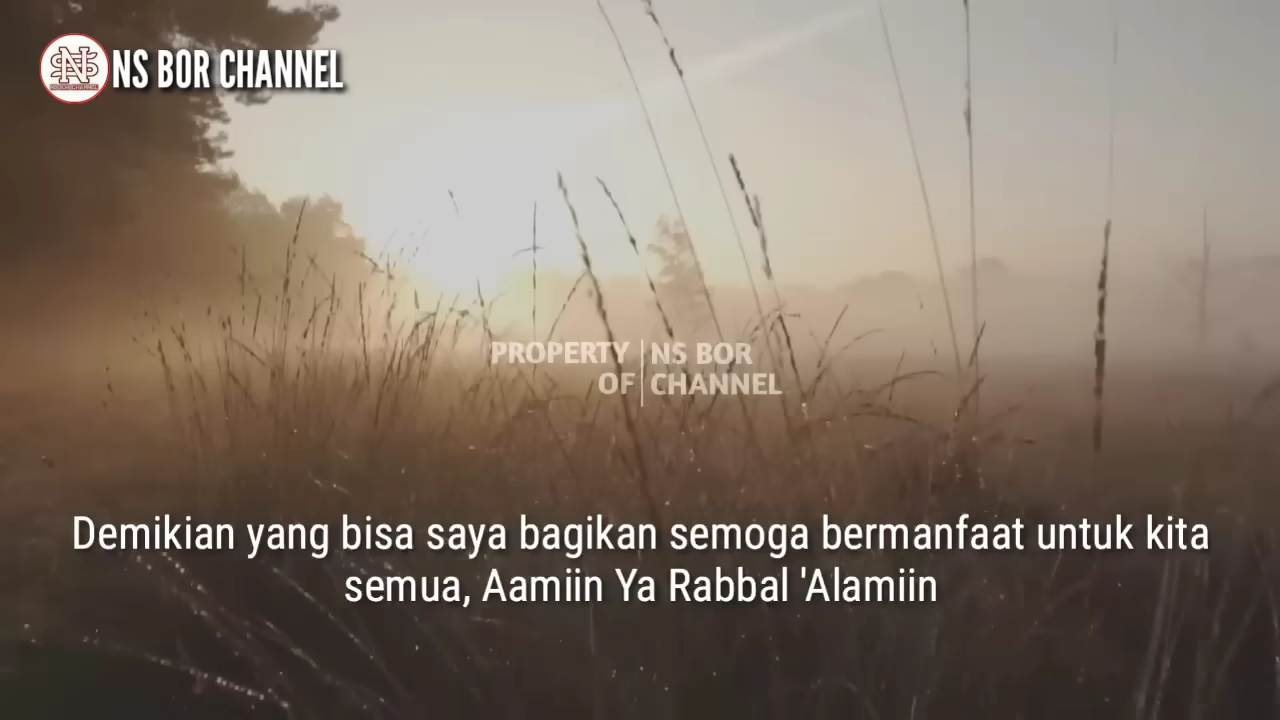 NS BOR CHANNEL
PROPERTY OF | NS BOR CHANNEL
Demikian yang bisa saya bagikan semoga bermanfaat untuk kita
semua, Aamiin Ya Rabbal 'Alamiin